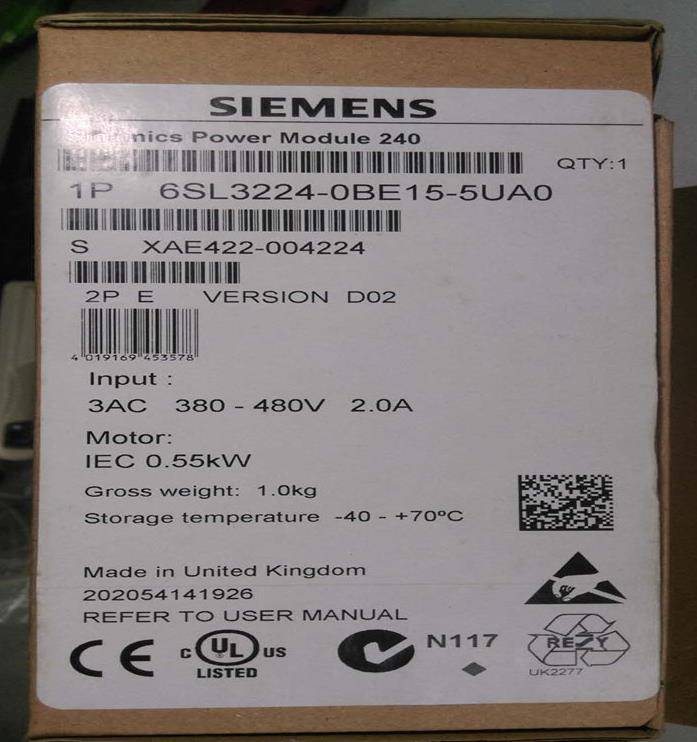 SIEMENS
Power Module 240
QTY:1
1P 6SL3224-0BE15-5UA0
S XAE422-004224
2P E VERSION D02
4 019169 453578
Input :
3AC 380 - 480V 2.0A
Motor:
IEC 0.55kW
Gross weight: 1.0kg
Storage temperature -40 - +70ºC
Made in United Kingdom
202054141926
REFER TO USER MANUAL
CE
C UL US
LISTED
N117
RESY
UK2277